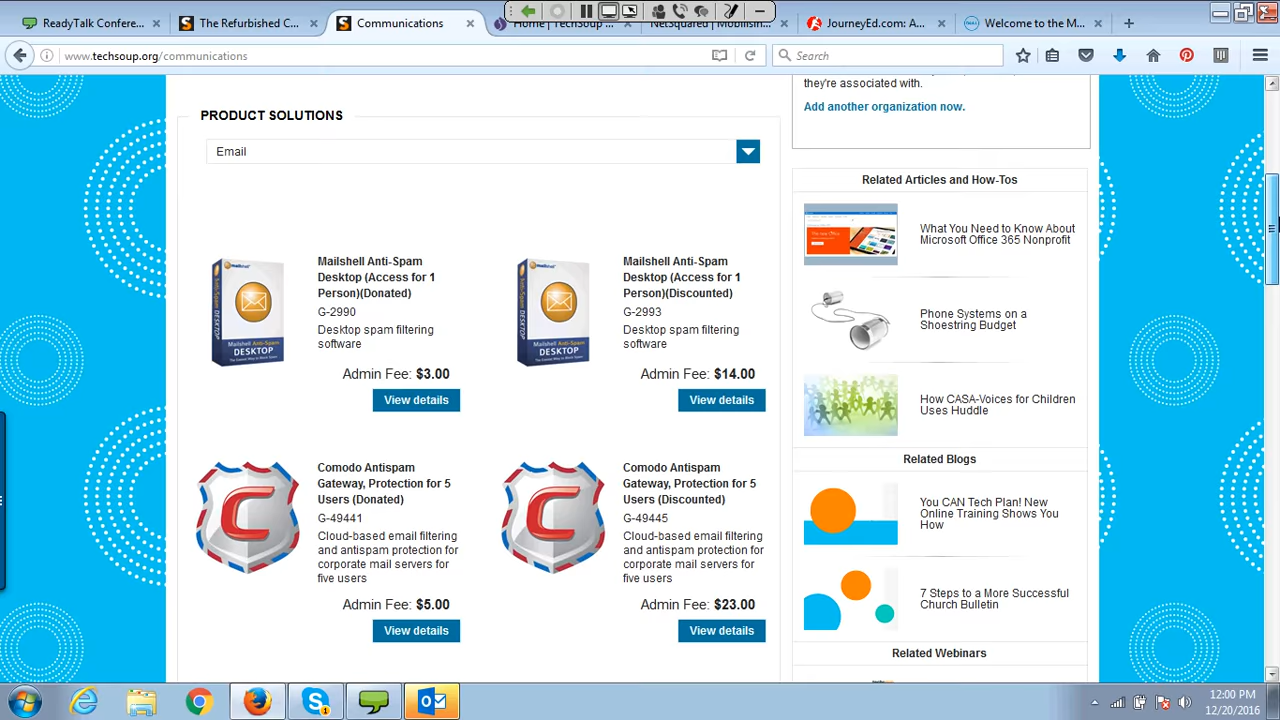 ReadyTalk Confere...
The Refurbished C...
Communications
Home | TechSoup
NetSquared | Mobilisin...
JourneyEd.com: A...
Welcome to the M...
www.techsoup.org/communications
Search
they're associated with.
Add another organization now.
PRODUCT SOLUTIONS
Email
Mailshell Anti-Spam
Desktop (Access for 1
Person)(Donated)
G-2990
Desktop spam filtering
software
Admin Fee: $3.00
View details
Mailshell Anti-Spam
Desktop (Access for 1
Person)(Discounted)
G-2993
Desktop spam filtering
software
Admin Fee: $14.00
View details
Comodo Antispam
Gateway, Protection for 5
Users (Donated)
G-49441
Cloud-based email filtering
and antispam protection for
corporate mail servers for
five users
Admin Fee: $5.00
View details
Comodo Antispam
Gateway, Protection for 5
Users (Discounted)
G-49445
Cloud-based email filtering
and antispam protection for
corporate mail servers for
five users
Admin Fee: $23.00
View details
Related Articles and How-Tos
What You Need to Know About
Microsoft Office 365 Nonprofit
Phone Systems on a
Shoestring Budget
How CASA-Voices for Children
Uses Huddle
Related Blogs
You CAN Tech Plan! New
Online Training Shows You
How
7 Steps to a More Successful
Church Bulletin
Related Webinars
12:00 PM
12/20/2016